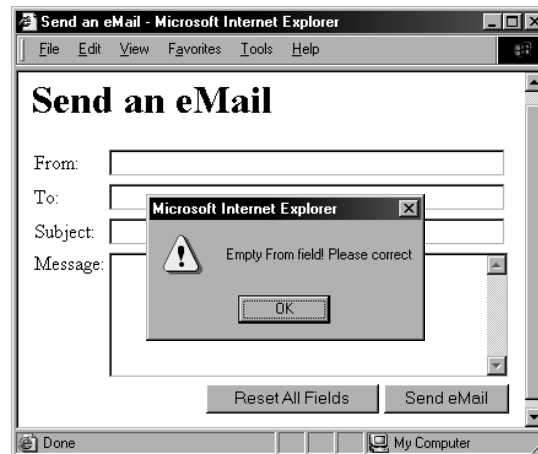 Send an eMail - Microsoft Internet Explorer
File Edit View Favorites Tools Help
Send an eMail
From:
To:
Microsoft Internet Explorer
Subject:
Empty From field! Please correct
Message:
OK
Reset All Fields Send eMail
Done My Computer